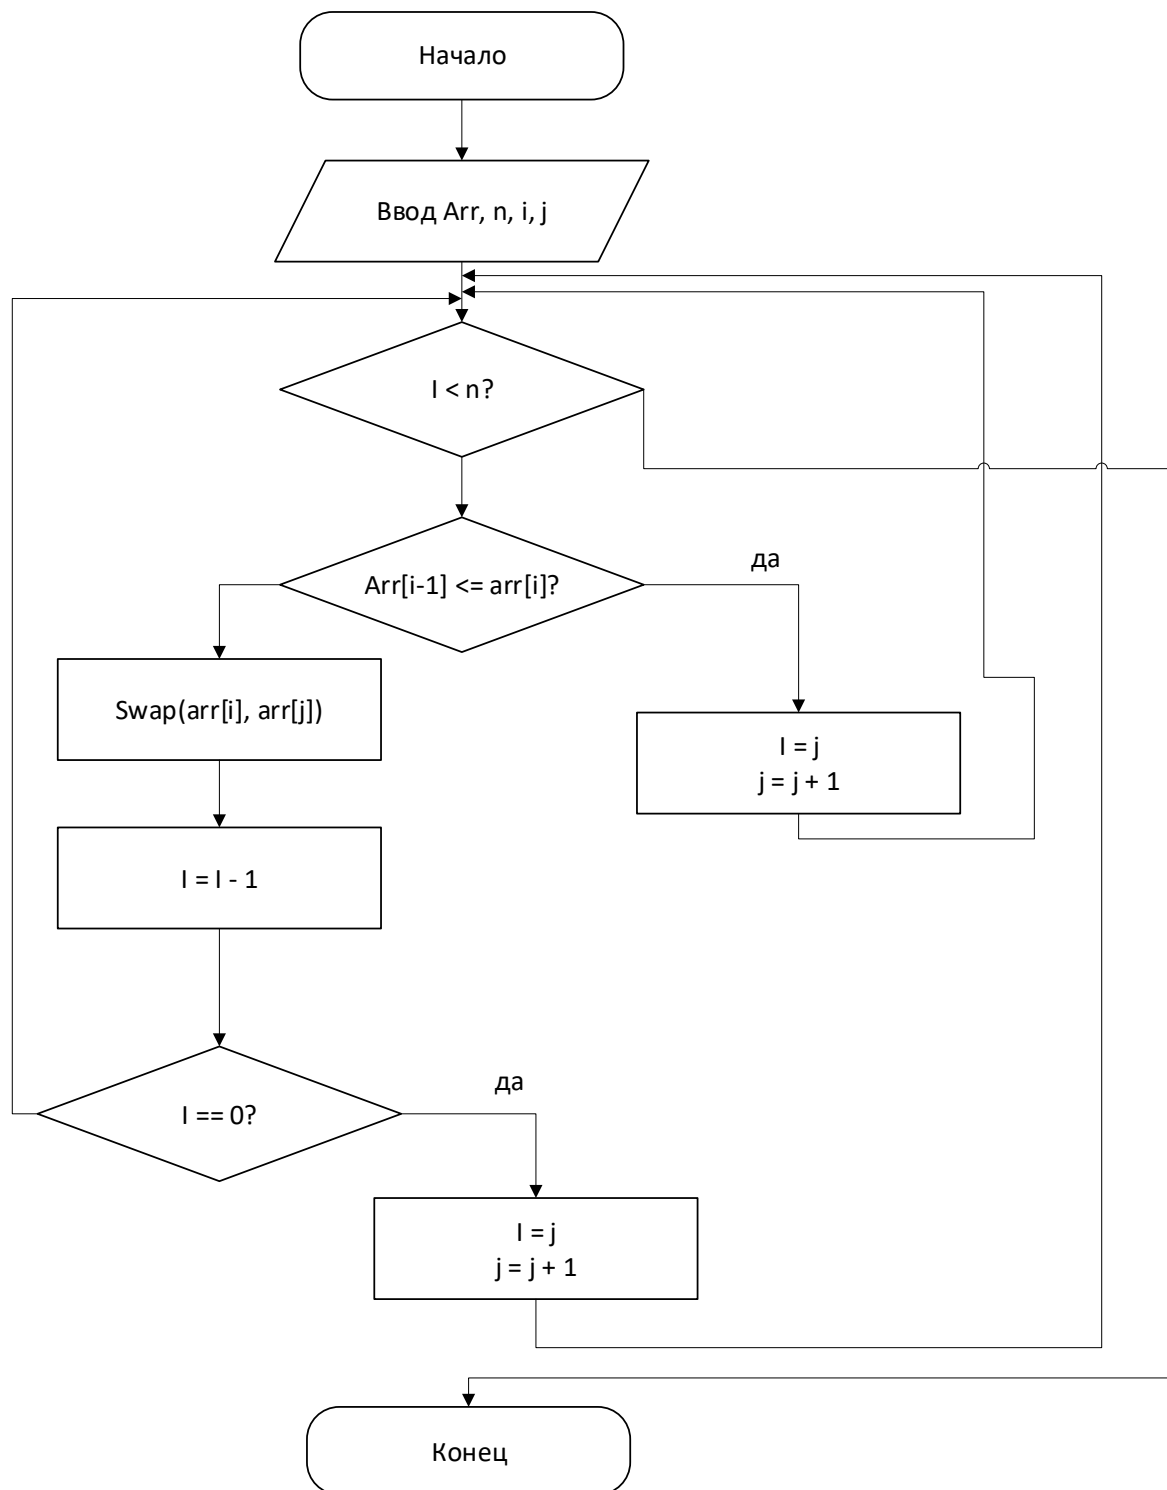 Начало
Ввод Arr, n, i, j
I < n?
Arr[i-1] <= arr[i]?
да
Swap(arr[i], arr[j])
I = j
j = j + 1
I = I - 1
I == 0?
да
I = j
j = j + 1
Конец